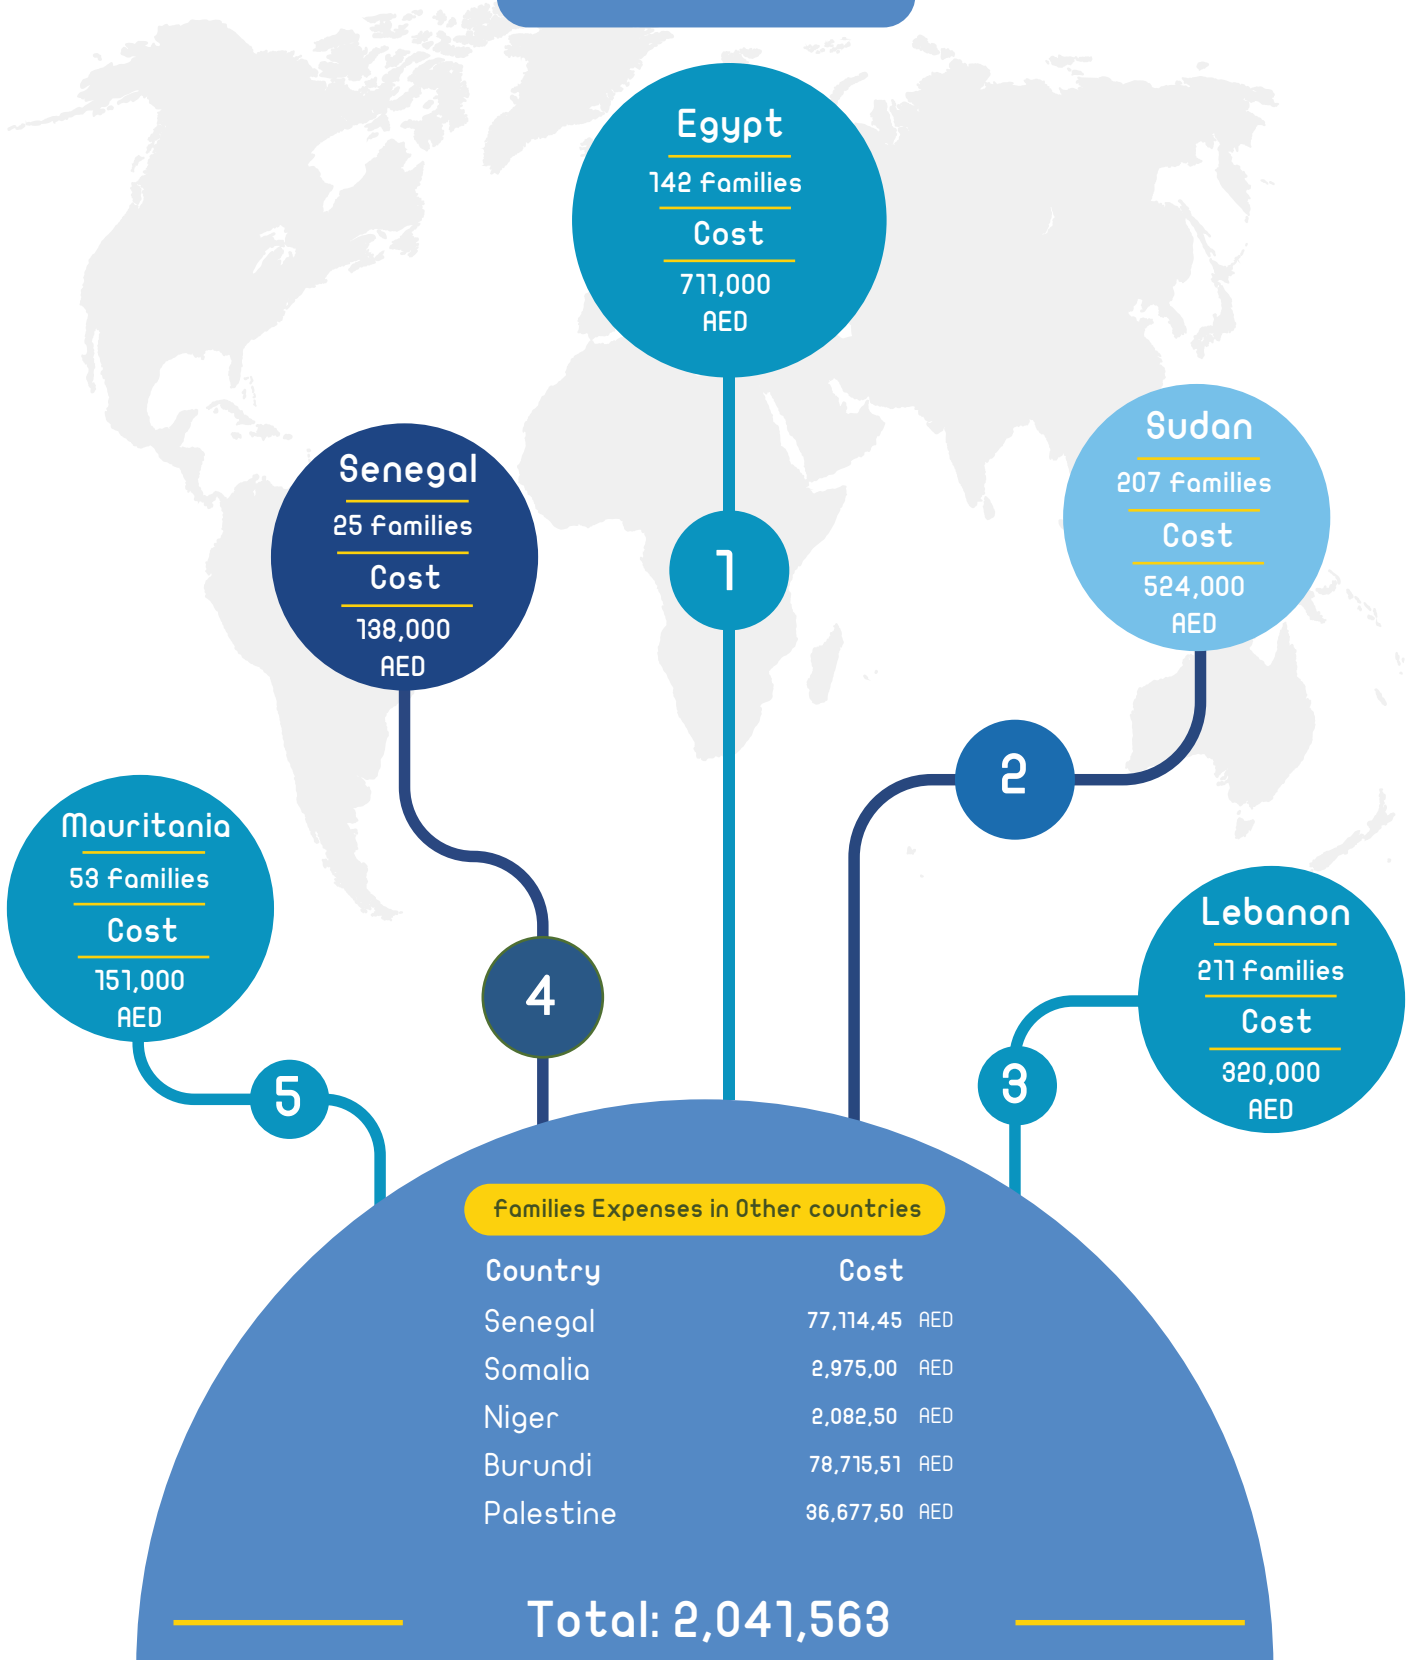 Egypt
142 families
Cost
711,000
AED
1
Sudan
207 families
Cost
524,000
AED
2
Lebanon
211 families
Cost
320,000
AED
3
Senegal
25 families
Cost
138,000
AED
4
Mauritania
53 families
Cost
151,000
AED
5
families Expenses in Other countries
Country Cost
Senegal 77,114,45 AED
Somalia 2,975,00 AED
Niger 2,082,50 AED
Burundi 78,715,51 AED
Palestine 36,677,50 AED
Total: 2,041,563